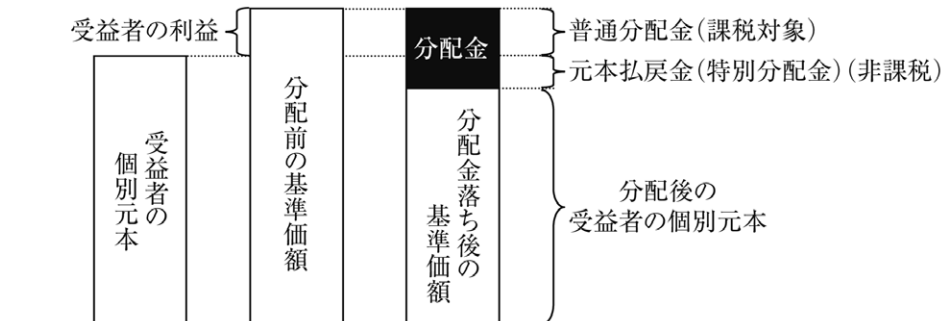 受益者の利益
受益者の
個別元本
分配前の基準価額
分配金
分配金落ち後の
基準価額
普通分配金(課税対象)
元本払戻金(特別分配金)(非課税)
分配後の
受益者の個別元本